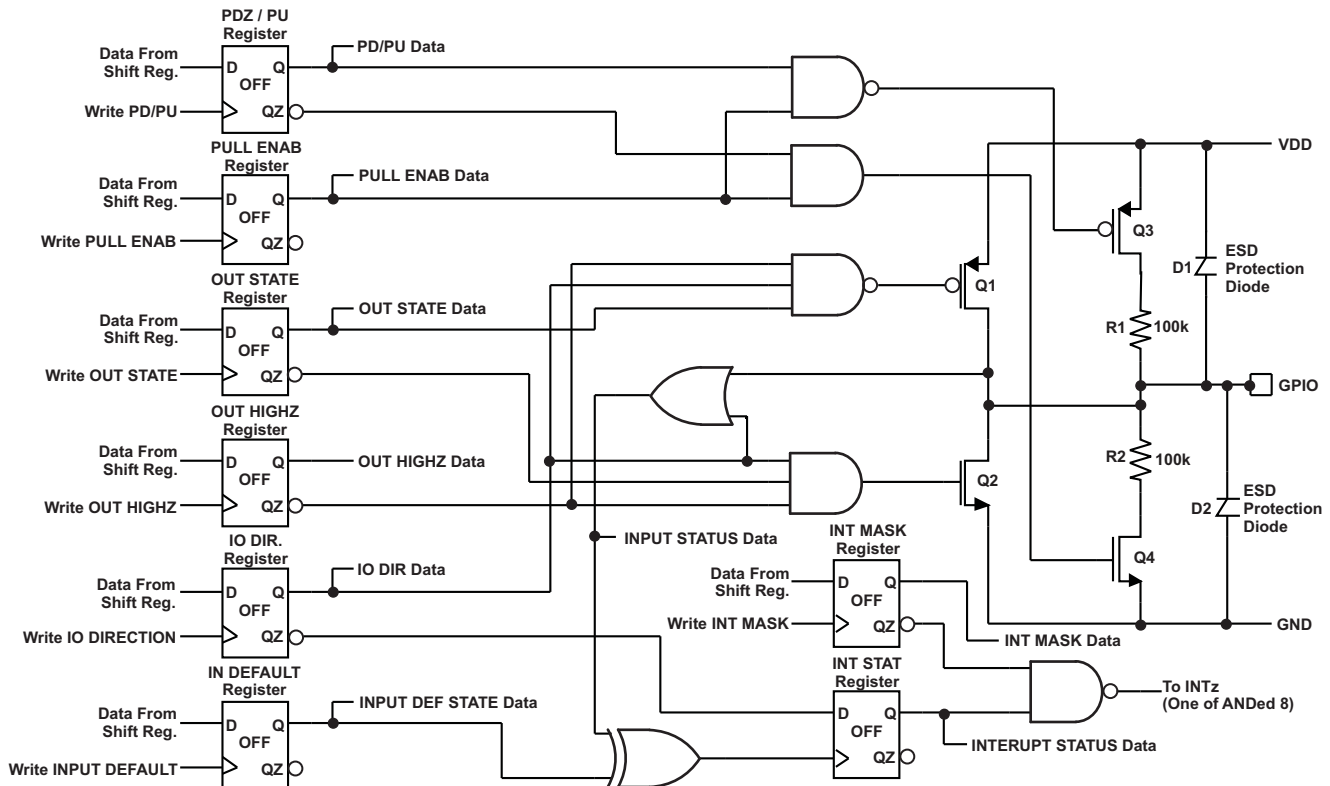 PDZ / PU
Register
Data From
Shift Reg.
D
Q
OFF
QZ
Write PD/PU
PD/PU Data
PULL ENAB
Register
Data From
Shift Reg.
D
Q
OFF
QZ
Write PULL ENAB
PULL ENAB Data
OUT STATE
Register
Data From
Shift Reg.
D
Q
OFF
QZ
Write OUT STATE
OUT STATE Data
OUT HIGHZ
Register
Data From
Shift Reg.
D
Q
OFF
QZ
Write OUT HIGHZ
OUT HIGHZ Data
IO DIR.
Register
Data From
Shift Reg.
D
Q
OFF
QZ
Write IO DIRECTION
IO DIR Data
IN DEFAULT
Register
Data From
Shift Reg.
D
Q
OFF
QZ
Write INPUT DEFAULT
INPUT DEF STATE Data
INPUT STATUS Data
INT MASK
Register
Data From
Shift Reg.
D
Q
OFF
QZ
Write INT MASK
INT MASK Data
INT STAT
Register
D
Q
OFF
QZ
INTERUPT STATUS Data
To INTz
(One of ANDed 8)
VDD
Q3
Q1
D1
ESD
Protection
Diode
R1
100k
GPIO
R2
100k
Q2
D2
ESD
Protection
Diode
Q4
GND